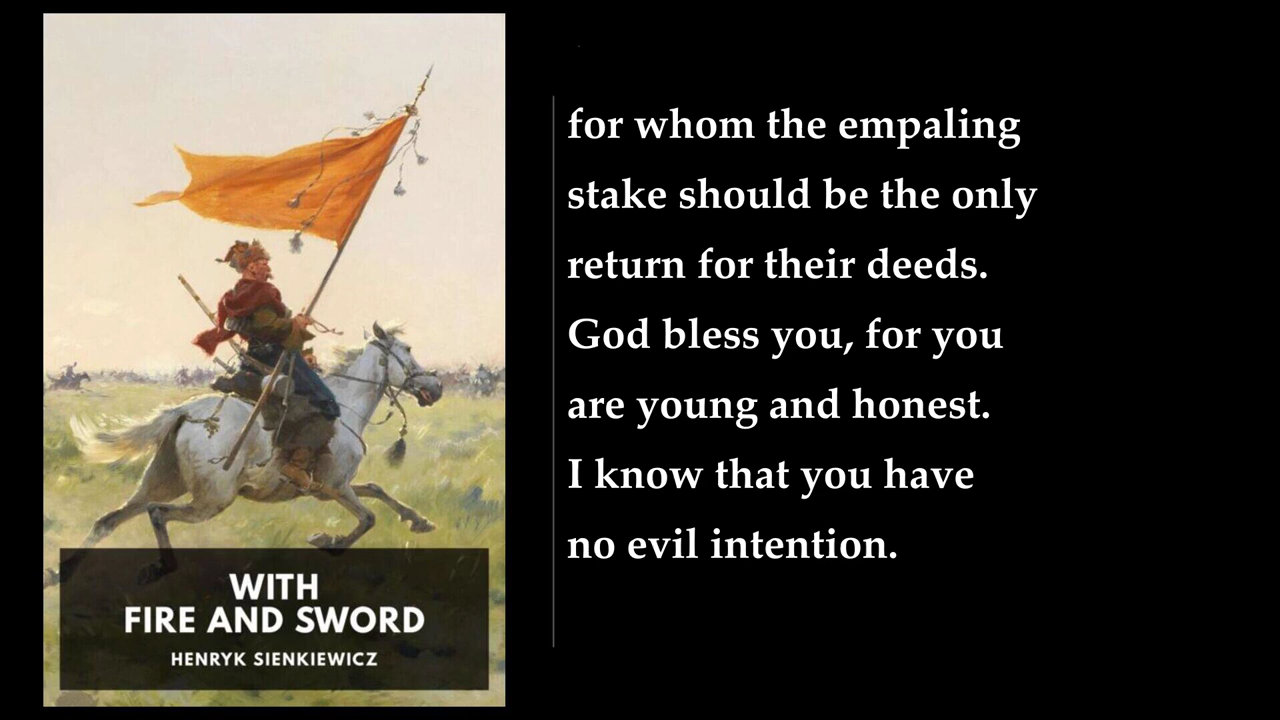 WITH
FIRE AND SWORD
HENRYK SIENKIEWICZ
for whom the empaling
stake should be the only
return for their deeds.
God bless you, for you
are young and honest.
I know that you have
no evil intention.